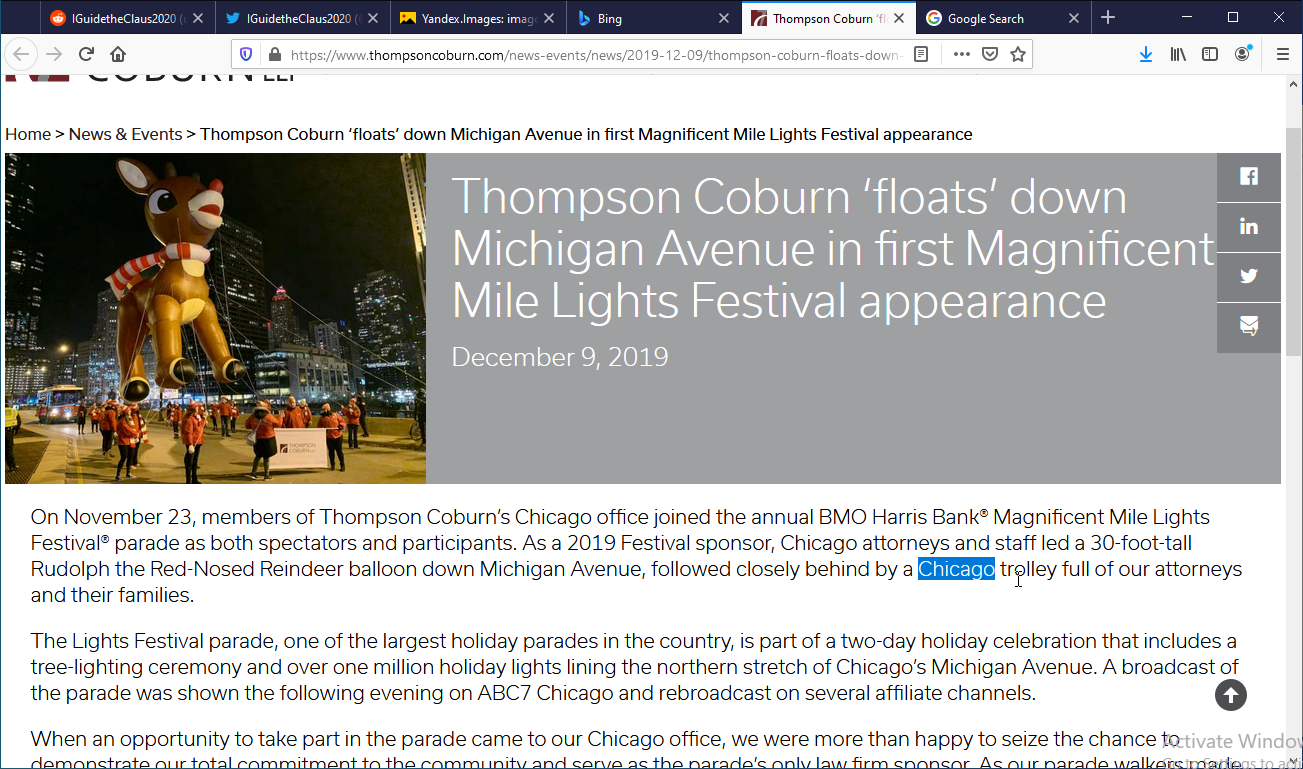 IGuidetheClaus2020 (
IGuidetheClaus2020 (
Yandex.Images: imag
Bing
Thompson Coburn ‘fl
Google Search
https://www.thompsoncoburn.com/news-events/news/2019-12-09/thompson-coburn-floats-down-
COBURN LLP
Home > News & Events > Thompson Coburn ‘floats’ down Michigan Avenue in first Magnificent Mile Lights Festival appearance
Thompson Coburn ‘floats’ down
Michigan Avenue in first Magnificent
Mile Lights Festival appearance
December 9, 2019
THOMPSON
COBURN
On November 23, members of Thompson Coburn’s Chicago office joined the annual BMO Harris Bank® Magnificent Mile Lights
Festival® parade as both spectators and participants. As a 2019 Festival sponsor, Chicago attorneys and staff led a 30-foot-tall
Rudolph the Red-Nosed Reindeer balloon down Michigan Avenue, followed closely behind by a Chicago trolley full of our attorneys
and their families.
The Lights Festival parade, one of the largest holiday parades in the country, is part of a two-day holiday celebration that includes a
tree-lighting ceremony and over one million holiday lights lining the northern stretch of Chicago’s Michigan Avenue. A broadcast of
the parade was shown the following evening on ABC7 Chicago and rebroadcast on several affiliate channels.
When an opportunity to take part in the parade came to our Chicago office, we were more than happy to seize the chance to
demonstrate our total commitment to the community and serve as the parade’s only law firm sponsor. As our parade walkers
Activate Window
Go to Settings to acti